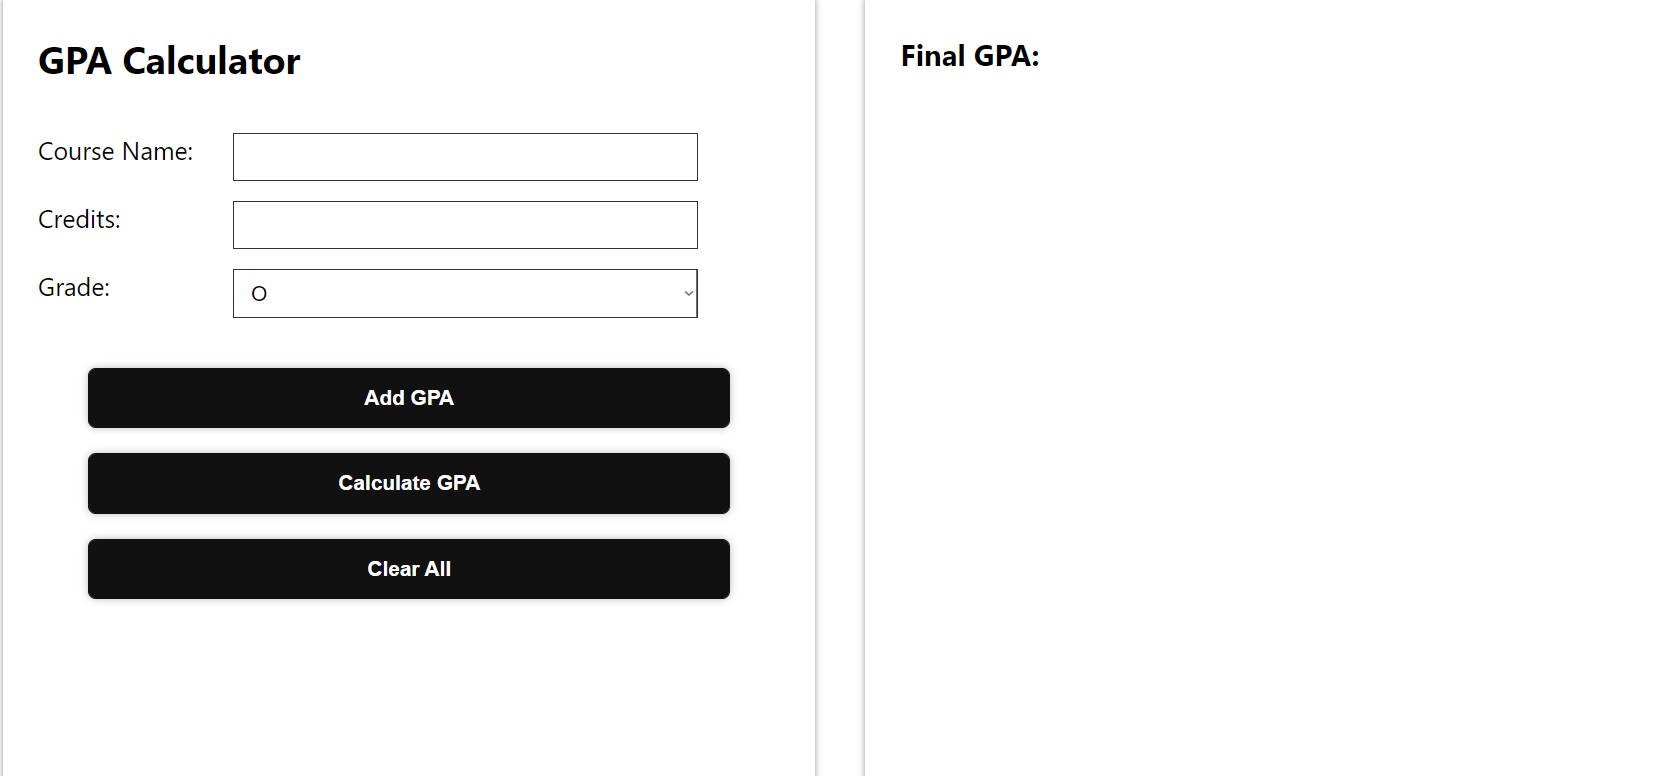 GPA Calculator
Course Name:
Credits:
Grade:
O
Add GPA
Calculate GPA
Clear All
Final GPA: